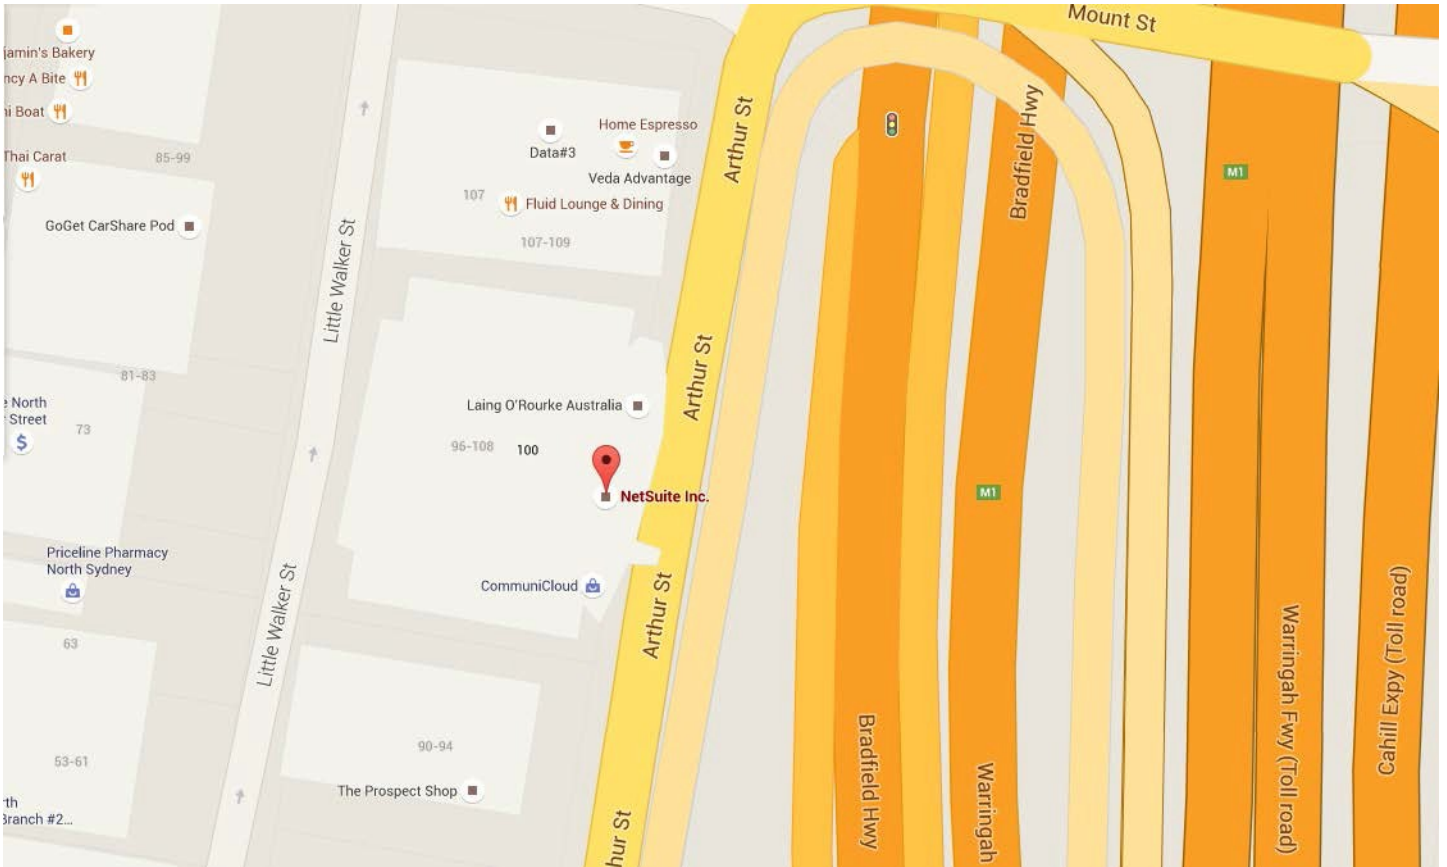 Mount St
jamin's Bakery
ncy A Bite
ni Boat
Thai Carat
85-99
GoGet CarShare Pod
81-83
e North
r Street
$
73
Priceline Pharmacy
North Sydney
63
53-61
rth
Branch #2...
Little Walker St
Little Walker St
Data#3
Home Espresso
Veda Advantage
107
Fluid Lounge & Dining
107-109
Laing O'Rourke Australia
96-108
100
NetSuite Inc.
CommuniCloud
90-94
The Prospect Shop
Arthur St
Arthur St
Arthur St
hur St
Bradfield Hwy
Bradfield Hwy
M1
M1
Warringah
Warringah Fwy (Toll road)
Cahill Expy (Toll road)